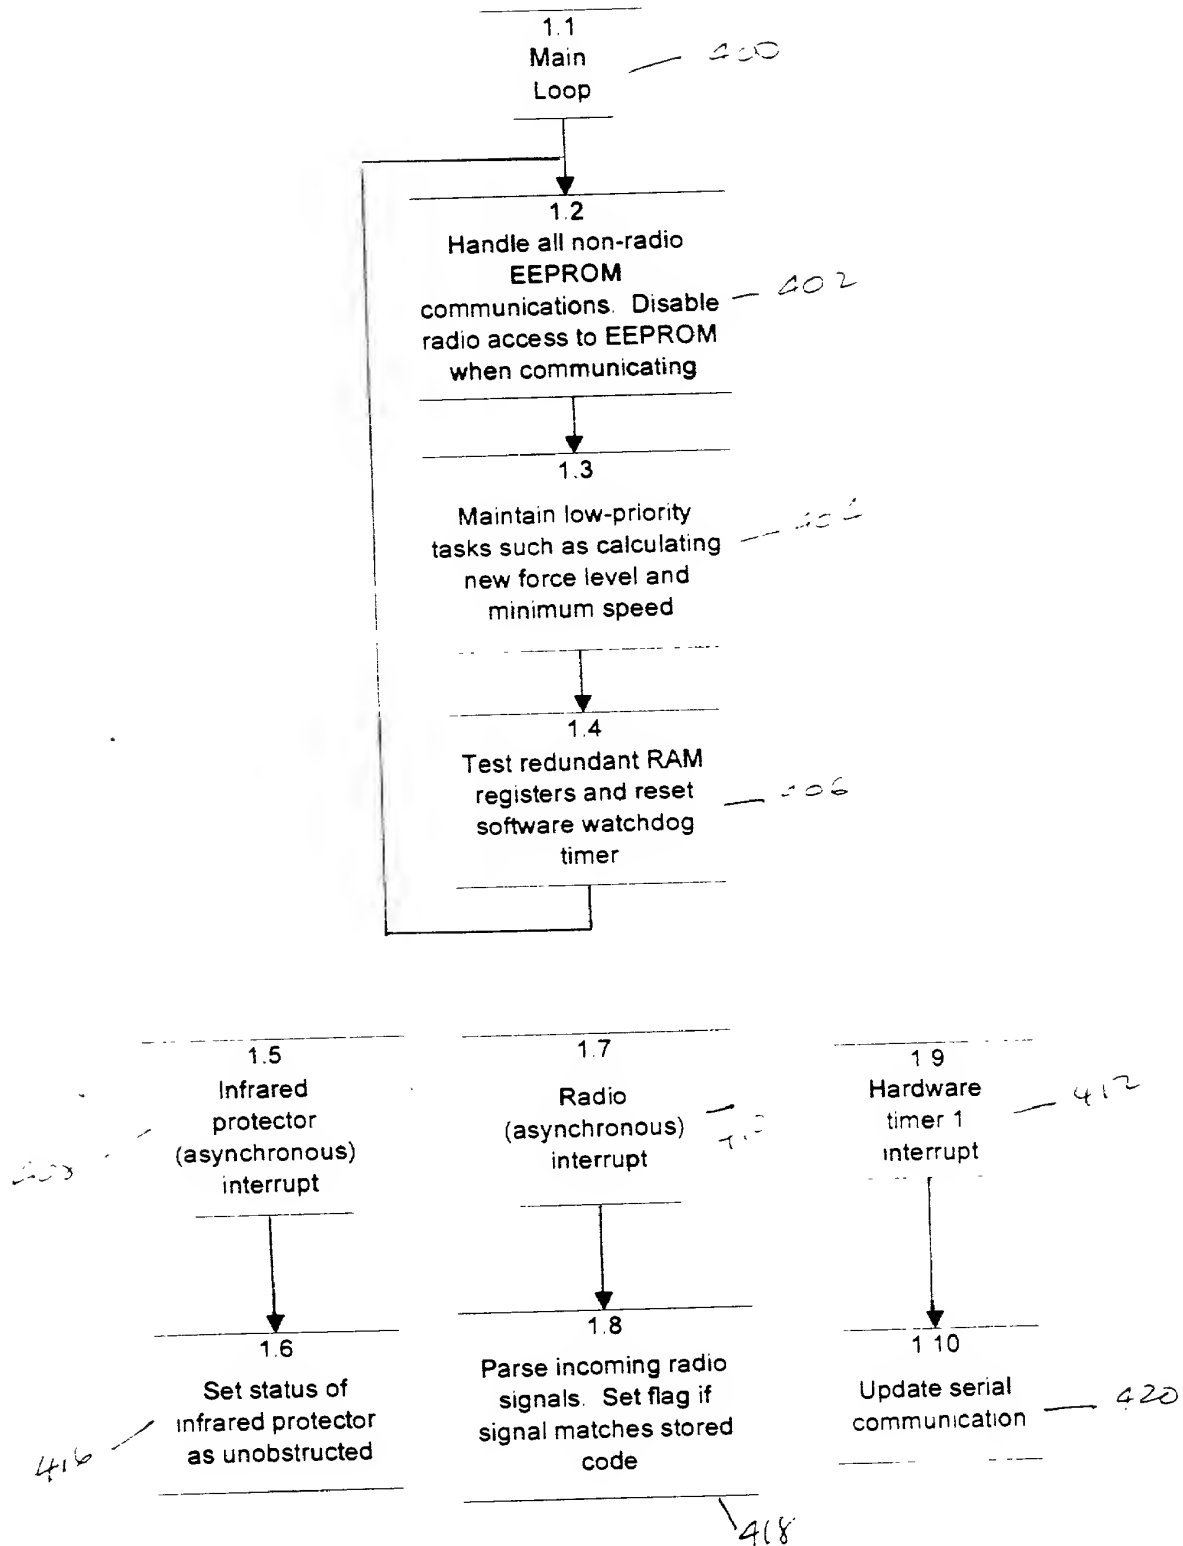 1.1
Main
Loop
400
1.2
Handle all non-radio
EEPROM
communications. Disable
radio access to EEPROM
when communicating
402
1.3
Maintain low-priority
tasks such as calculating
new force level and
minimum speed
1.4
Test redundant RAM
registers and reset
software watchdog
timer
406
1.5
Infrared
protector
(asynchronous)
interrupt
1.7
Radio
(asynchronous)
interrupt
1 9
Hardware
timer 1
interrupt
412
1.6
Set status of
infrared protector
as unobstructed
416
1.8
Parse incoming radio
signals. Set flag if
signal matches stored
code
418
1 10
Update serial
communication
420